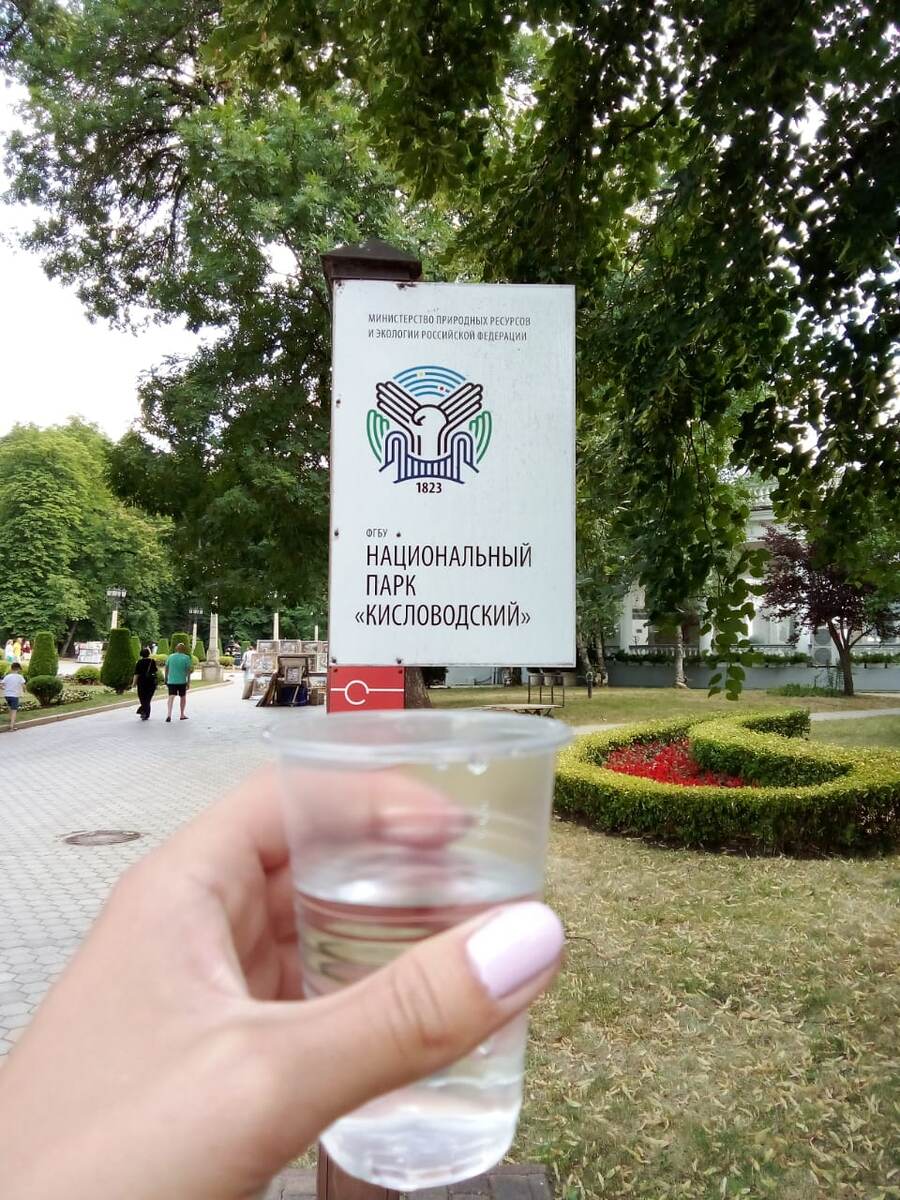 МИНИСТЕРСТВО ПРИРОДНЫХ РЕСУРСОВ
И ЭКОЛОГИИ РОССИЙСКОЙ ФЕДЕРАЦИИ
1823
ФГБУ
НАЦИОНАЛЬНЫЙ
ПАРК
«КИСЛОВОДСКИЙ»